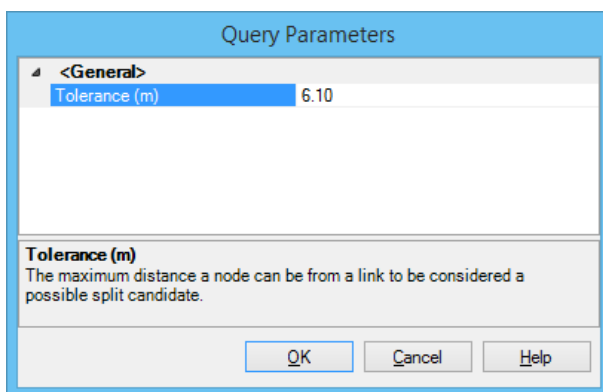 Query Parameters
<General>
Tolerance (m) 6.10
Tolerance (m)
The maximum distance a node can be from a link to be considered a
possible split candidate.
OK Cancel Help